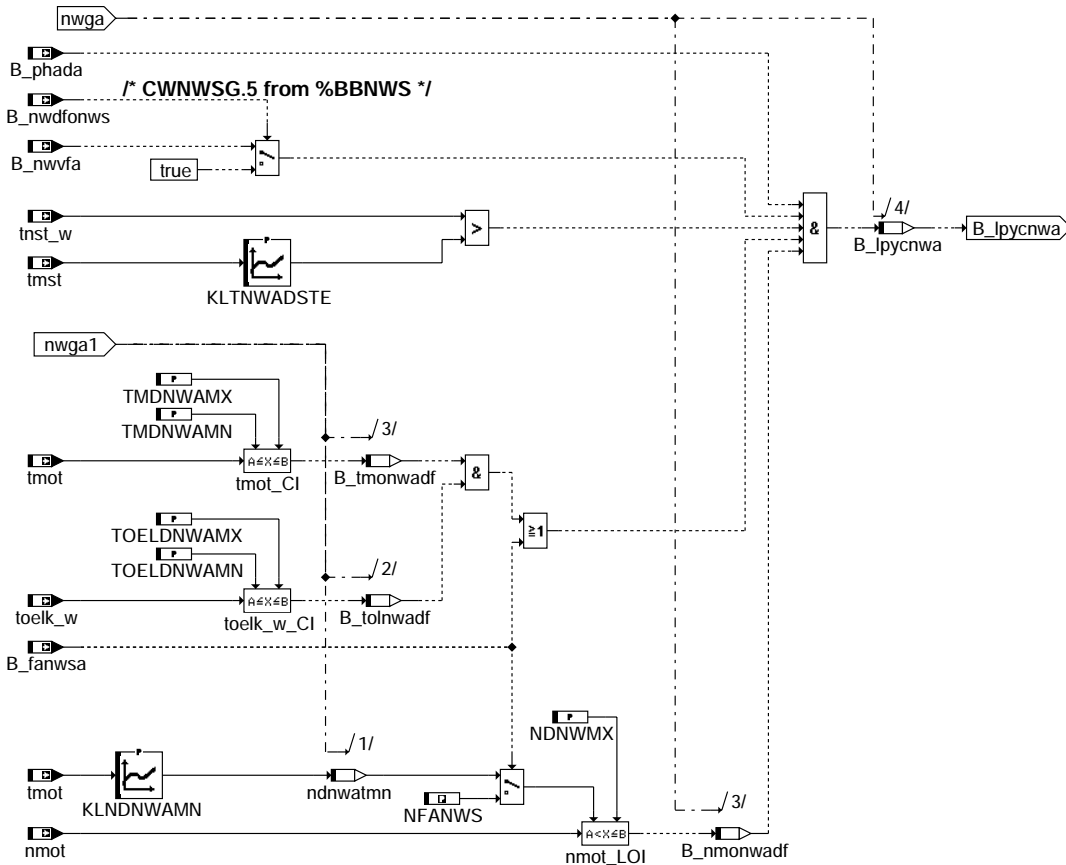 nwga
B_phada
/* CWNWSG.5 from %BBNWS */
B_nwdfonws
B_nwvfa
true
tnst_w
>
&
/4/
B_lpycnwa
B_lpycnwa
P
tmst
KLTNWADSTE
nwga1
P
TMDNWAMX
P
TMDNWAMN
/3/
tmot
A≤X≤B
tmot_CI
B_tmonwadf
&
P
TOELDNWAMX
P
TOELDNWAMN
≧1
/2/
toelk_w
A≤X≤B
toelk_w_CI
B_tolnwadf
B_fanwsa
P
NDNWMX
/1/
P
tmot
KLNDNWAMN
ndnwatmn
P
NFANWS
/3/
nmot
A<X≤B
nmot_LOI
B_nmonwadf